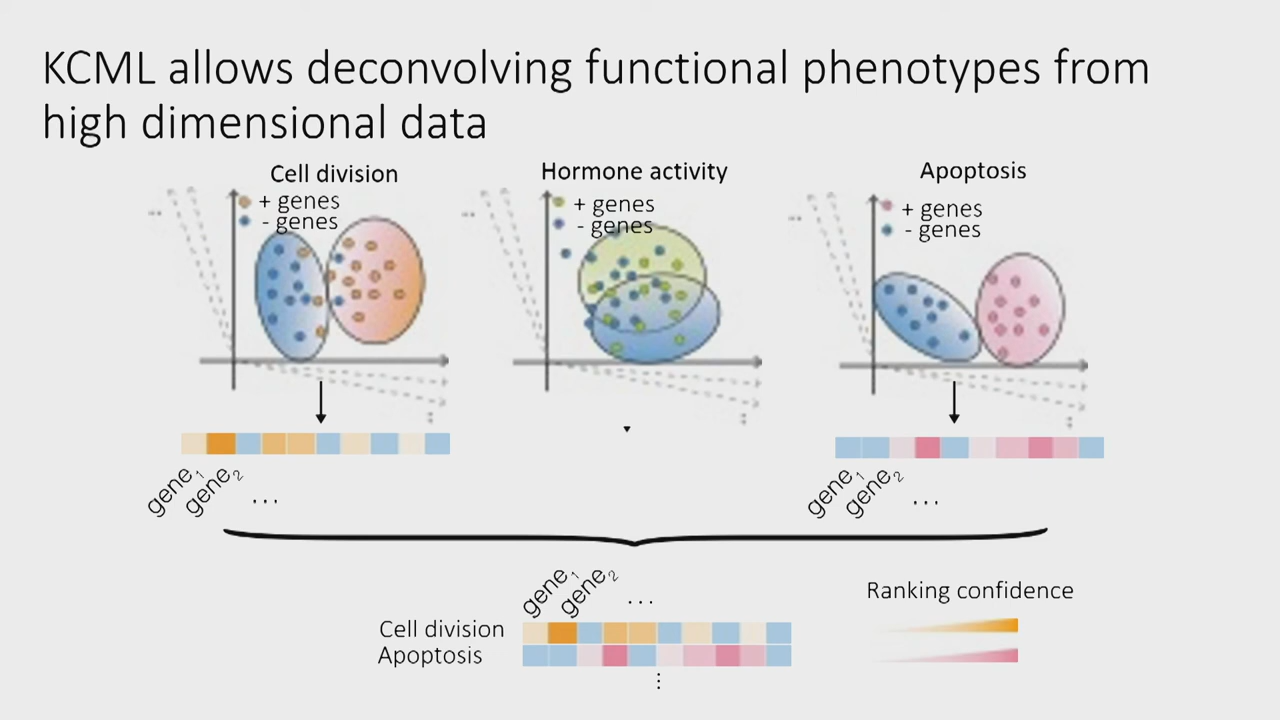 KCML allows deconvolving functional phenotypes from
high dimensional data
Cell division
+ genes
- genes
...
...
Hormone activity
+ genes
- genes
...
...
Apoptosis
+ genes
- genes
...
...
gene1 gene2 ...
gene1 gene2 ...
gene1 gene2 ...
Cell division
Apoptosis
...
Ranking confidence